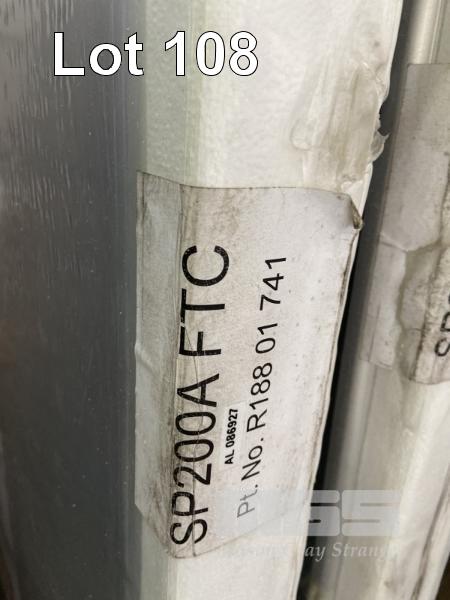 Lot 108
SP200A FTC
AL 086927
Pt. No. R188 01 741